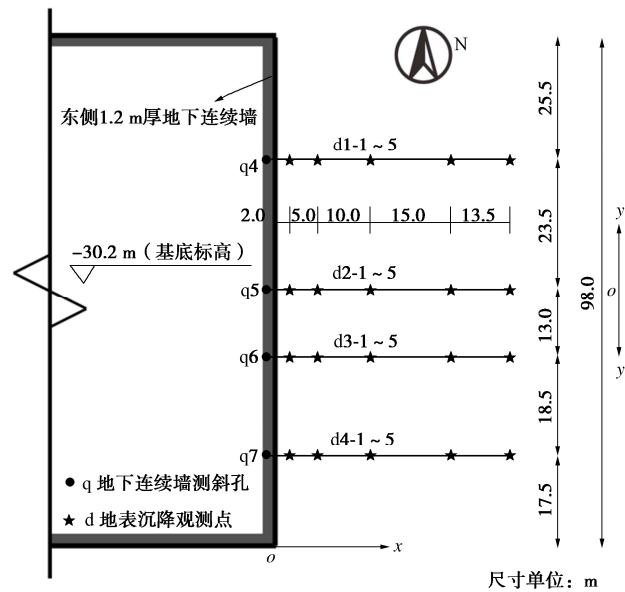 N
东侧1.2 m厚地下连续墙
25.5
d1-1 ~ 5
q4
2.0 5.0 10.0 15.0 13.5
23.5
y
-30.2 m（基底标高）
d2-1 ~ 5
q5
o
98.0
13.0
d3-1 ~ 5
q6
y
18.5
d4-1 ~ 5
q7
q 地下连续墙测斜孔
17.5
d 地表沉降观测点
x
o
尺寸单位：m